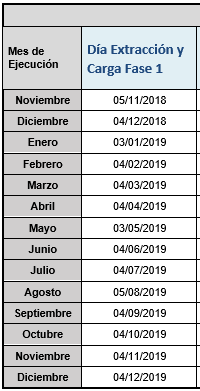 Mes de Ejecución Día Extracción y Carga Fase 1
Noviembre 05/11/2018
Diciembre 04/12/2018
Enero 03/01/2019
Febrero 04/02/2019
Marzo 04/03/2019
Abril 04/04/2019
Mayo 03/05/2019
Junio 04/06/2019
Julio 04/07/2019
Agosto 05/08/2019
Septiembre 04/09/2019
Octubre 04/10/2019
Noviembre 04/11/2019
Diciembre 04/12/2019